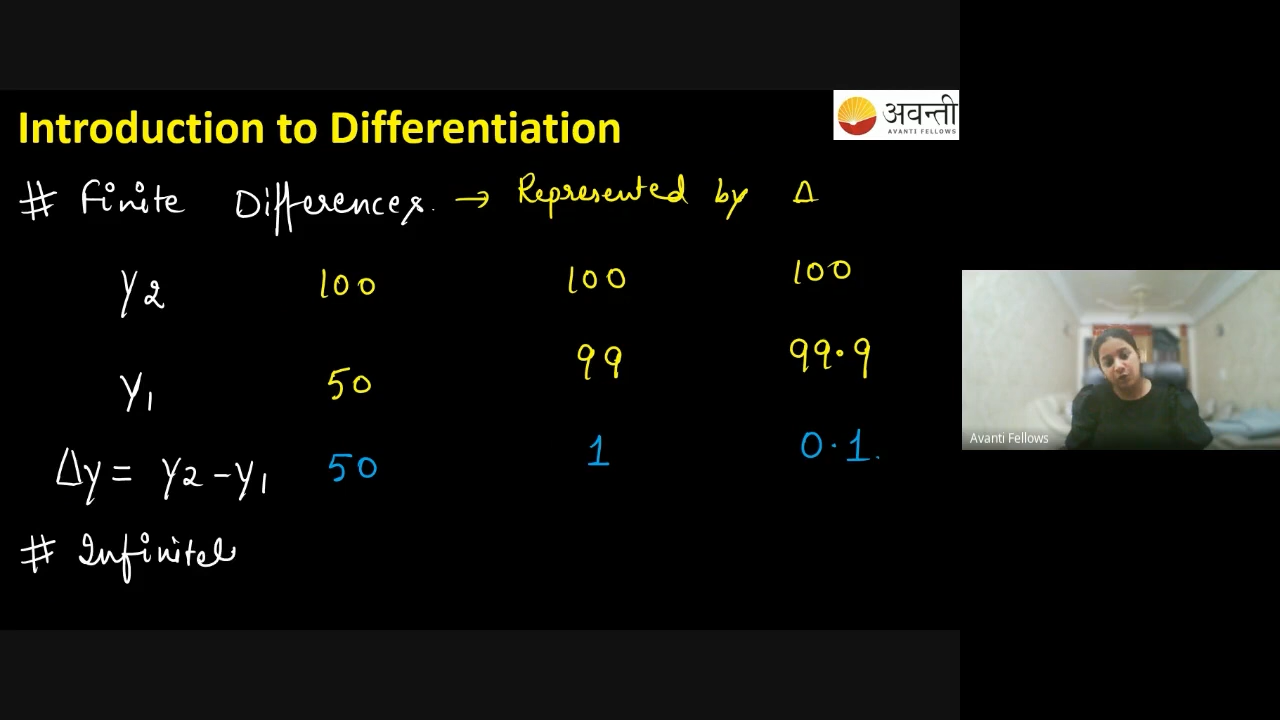 Introduction to Differentiation
अवन्ती
AVANTI FELLOWS
# Finite Differences. → Represented by Δ
y2 100 100 100
y1 50 99 99.9
Δy = y2 - y1 50 1 0.1.
# Infinitel
Avanti Fellows